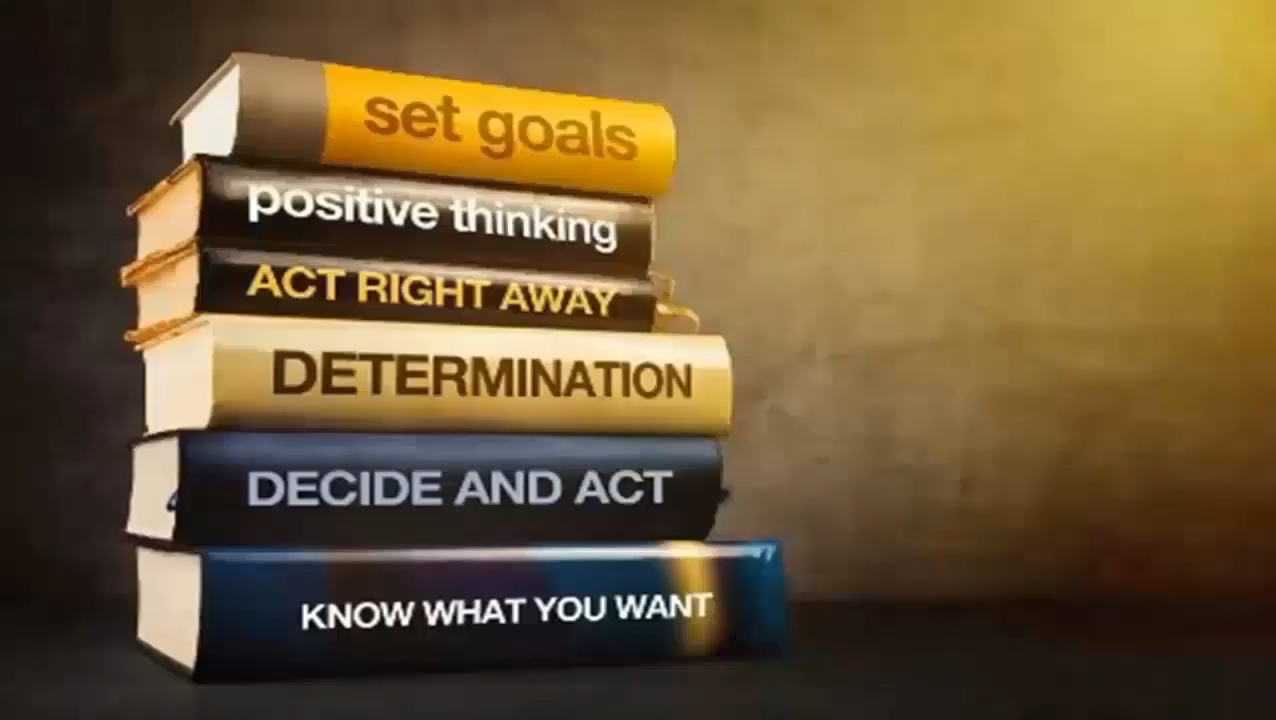 set goals
positive thinking
ACT RIGHT AWAY
DETERMINATION
DECIDE AND ACT
KNOW WHAT YOU WANT